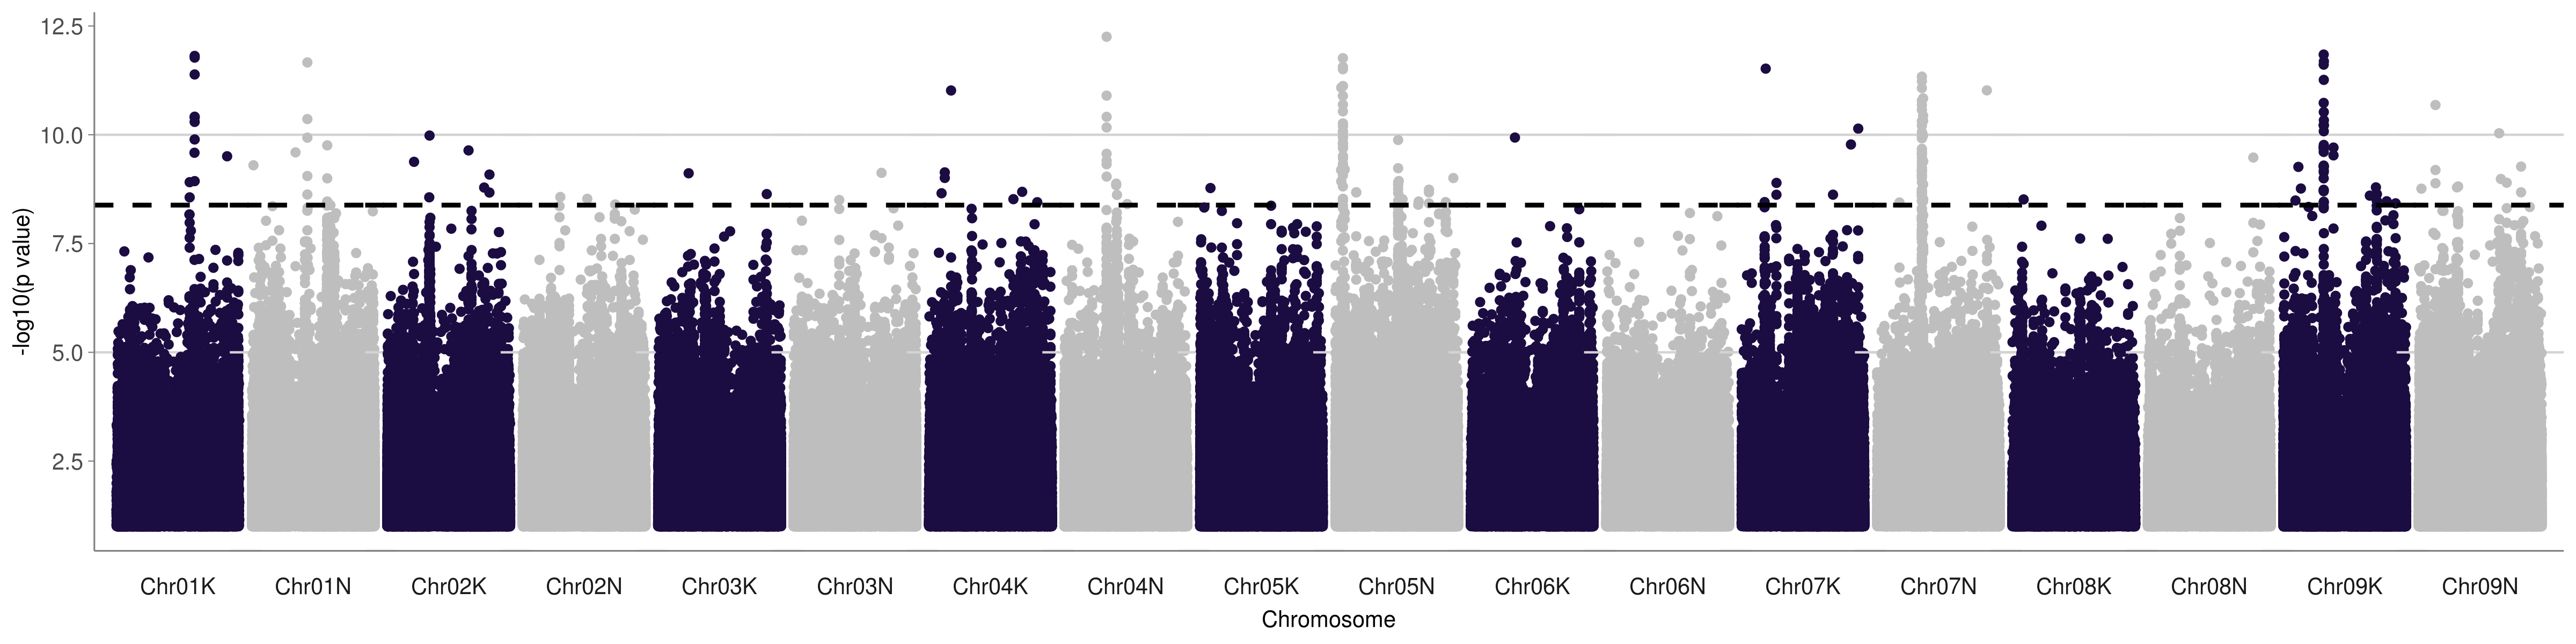 12.5
10.0
7.5
5.0
2.5
-log10(p value)
Chr01K Chr01N Chr02K Chr02N Chr03K Chr03N Chr04K Chr04N Chr05K Chr05N Chr06K Chr06N Chr07K Chr07N Chr08K Chr08N Chr09K Chr09N
Chromosome